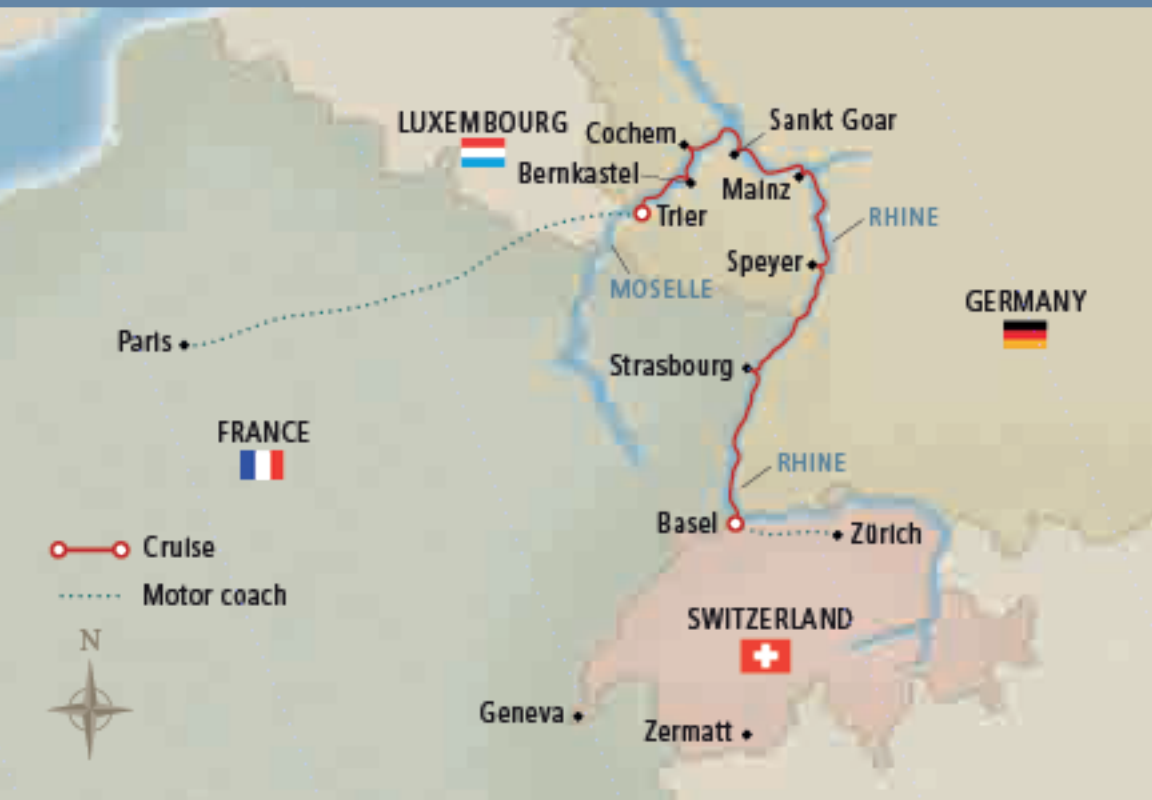 LUXEMBOURG
Cochem
Sankt Goar
Bernkastel
Mainz
Trier
RHINE
Speyer
MOSELLE
GERMANY
Paris
Strasbourg
FRANCE
RHINE
Basel
Zürich
Cruise
Motor coach
SWITZERLAND
N
Geneva
Zermatt